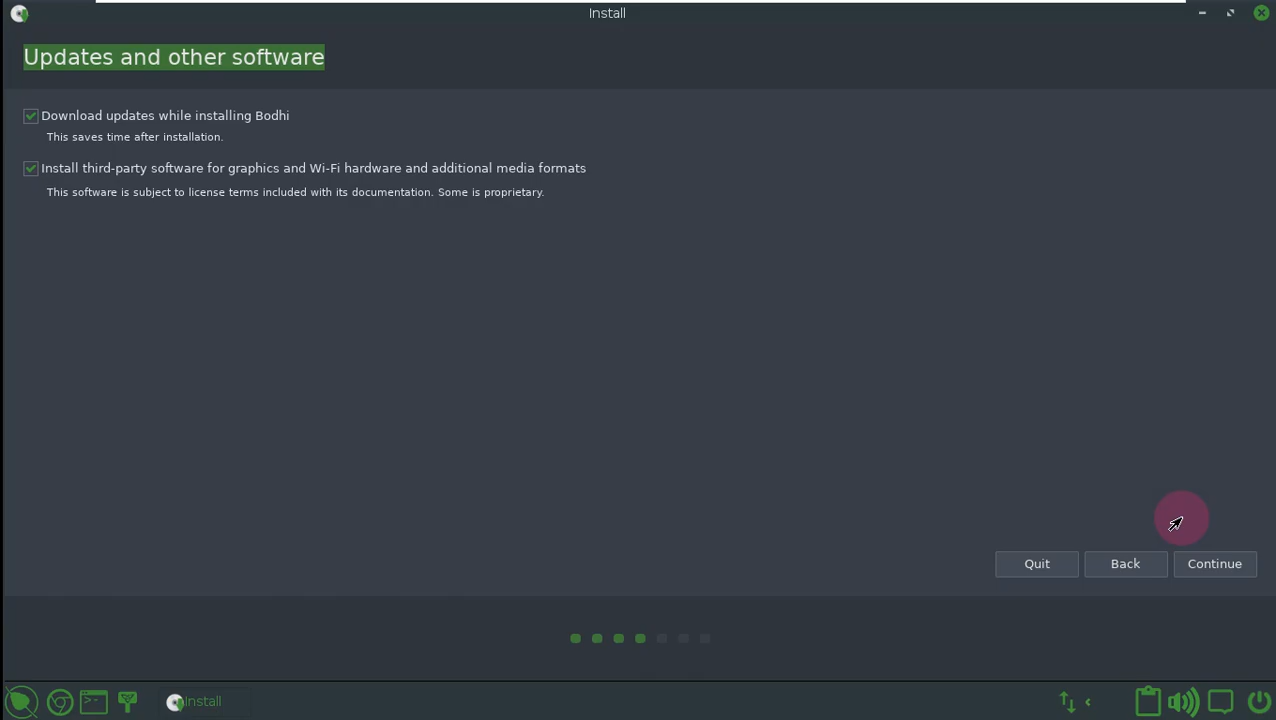 Install
Updates and other software
Download updates while installing Bodhi
This saves time after installation.
Install third-party software for graphics and Wi-Fi hardware and additional media formats
This software is subject to license terms included with its documentation. Some is proprietary.
Quit Back Continue
Install